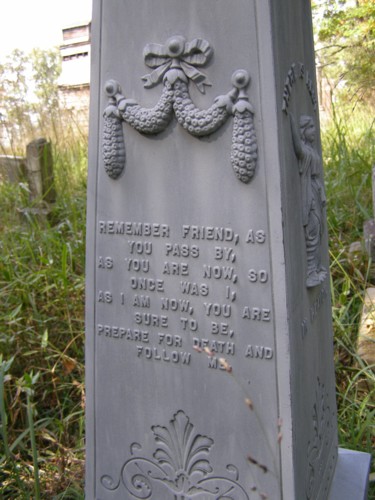 REMEMBER FRIEND, AS
YOU PASS BY,
AS YOU ARE NOW, SO
ONCE WAS I,
AS I AM NOW, YOU ARE
SURE TO BE,
PREPARE FOR DEATH AND
FOLLOW ME.